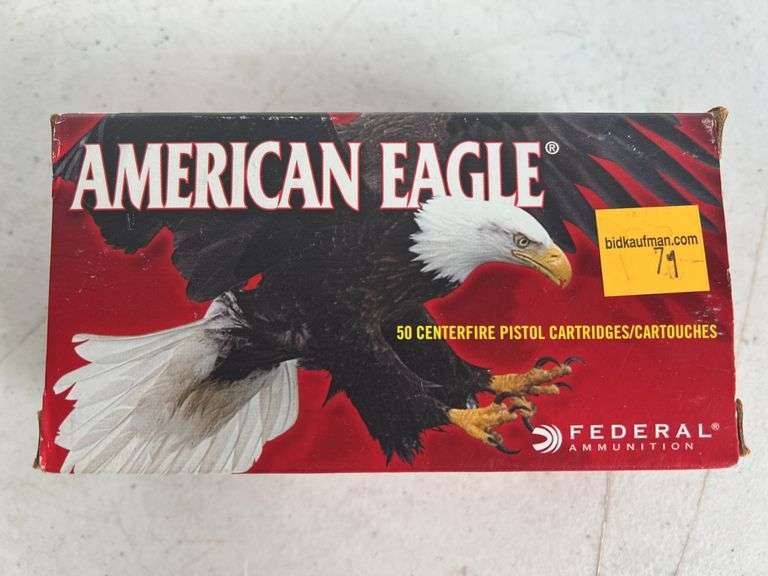 AMERICAN EAGLE®
bidkaufman.com
79
50 CENTERFIRE PISTOL CARTRIDGES/CARTOUCHES
FEDERAL®
AMMUNITION